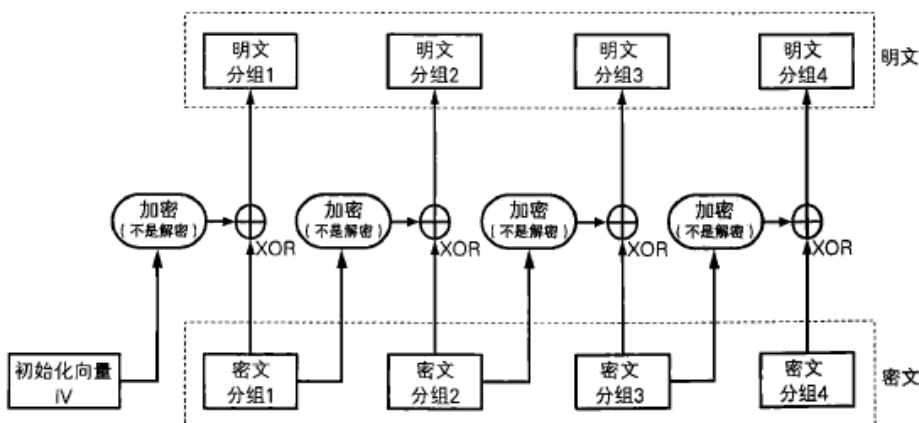 明文
分组1
明文
分组2
明文
分组3
明文
分组4
明文
加密
(不是解密)
XOR
加密
(不是解密)
XOR
加密
(不是解密)
XOR
加密
(不是解密)
XOR
初始化向量
IV
密文
分组1
密文
分组2
密文
分组3
密文
分组4
密文